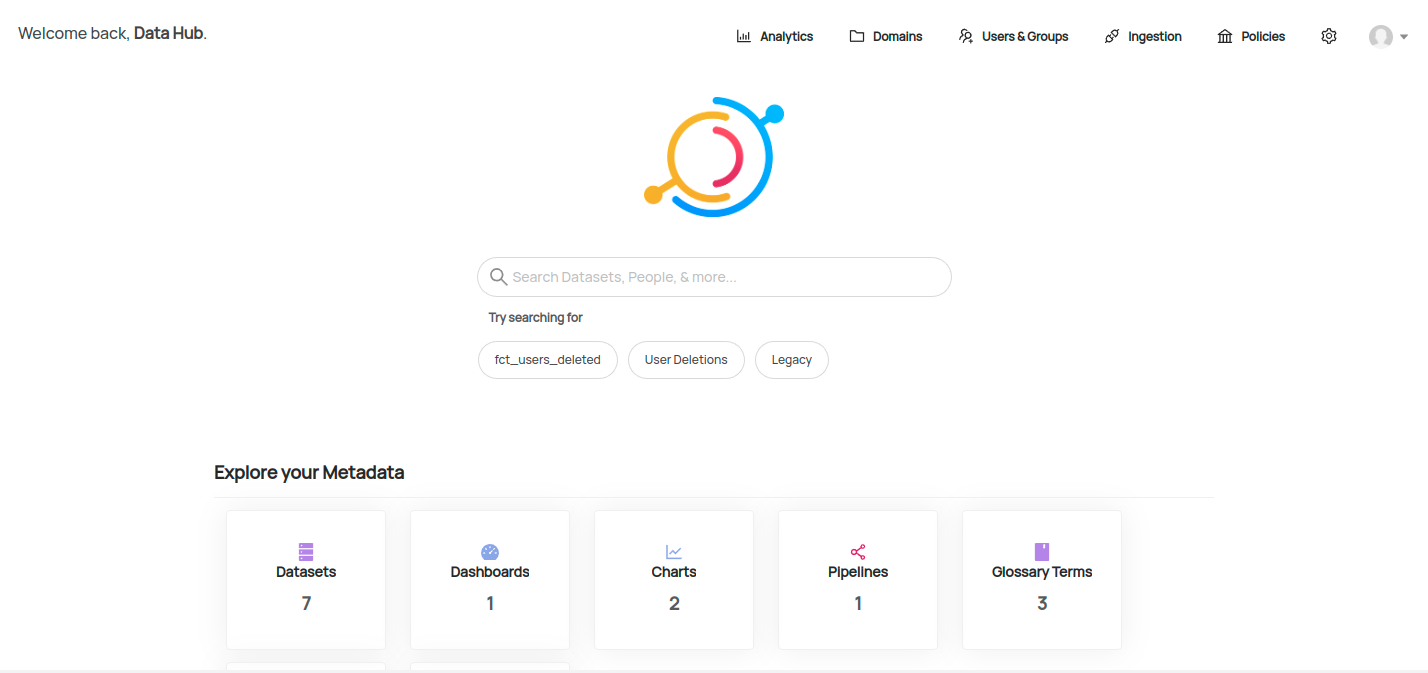 Welcome back, Data Hub.
Analytics
Domains
Users & Groups
Ingestion
Policies
Search Datasets, People, & more...
Try searching for
fct_users_deleted
User Deletions
Legacy
Explore your Metadata
Datasets
7
Dashboards
1
Charts
2
Pipelines
1
Glossary Terms
3